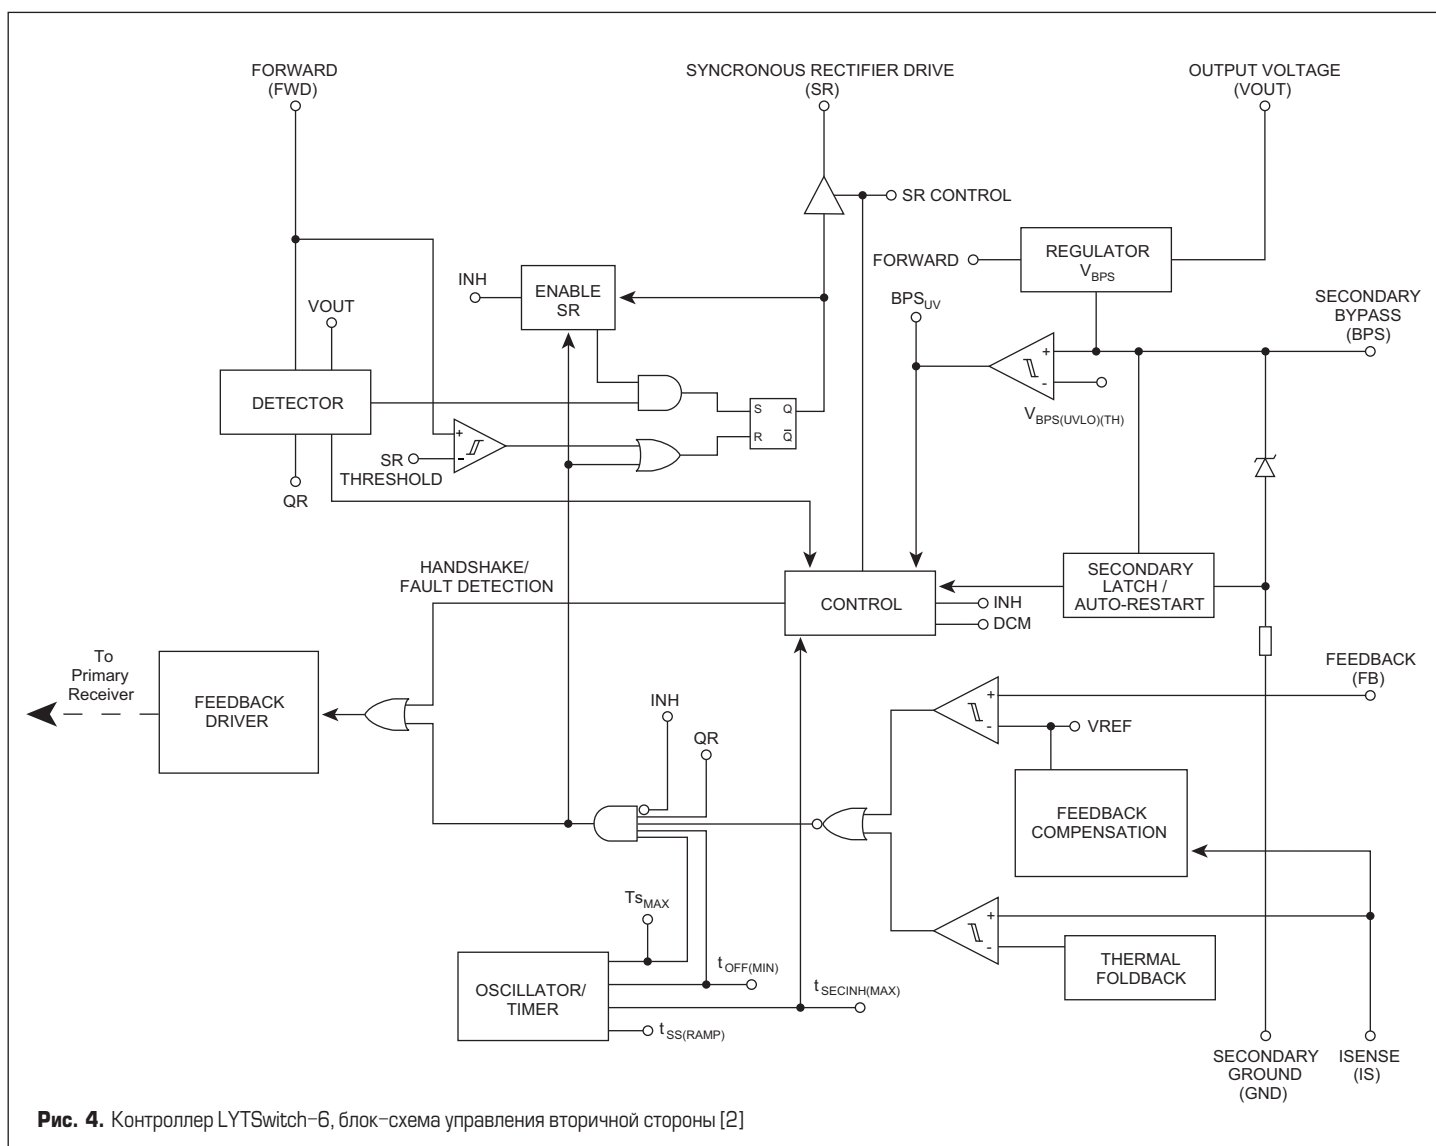 FORWARD
(FWD)
SYNCRONOUS RECTIFIER DRIVE
(SR)
OUTPUT VOLTAGE
(VOUT)
SR CONTROL
FORWARD
REGULATOR
VBPS
INH
ENABLE
SR
BPSUV
SECONDARY
BYPASS
(BPS)
VOUT
+
-
DETECTOR
S Q
R Q̅
VBPS(UVLO)(TH)
+
-
SR
THRESHOLD
QR
HANDSHAKE/
FAULT DETECTION
CONTROL
INH
DCM
SECONDARY
LATCH /
AUTO-RESTART
To
Primary
Receiver
FEEDBACK
DRIVER
FEEDBACK
(FB)
INH
QR
+
-
VREF
FEEDBACK
COMPENSATION
TsMAX
+
-
THERMAL
FOLDBACK
OSCILLATOR/
TIMER
tOFF(MIN)
tSECINH(MAX)
tSS(RAMP)
SECONDARY
GROUND
(GND)
ISENSE
(IS)
Рис. 4. Контроллер LYTSwitch-6, блок-схема управления вторичной стороны [2]